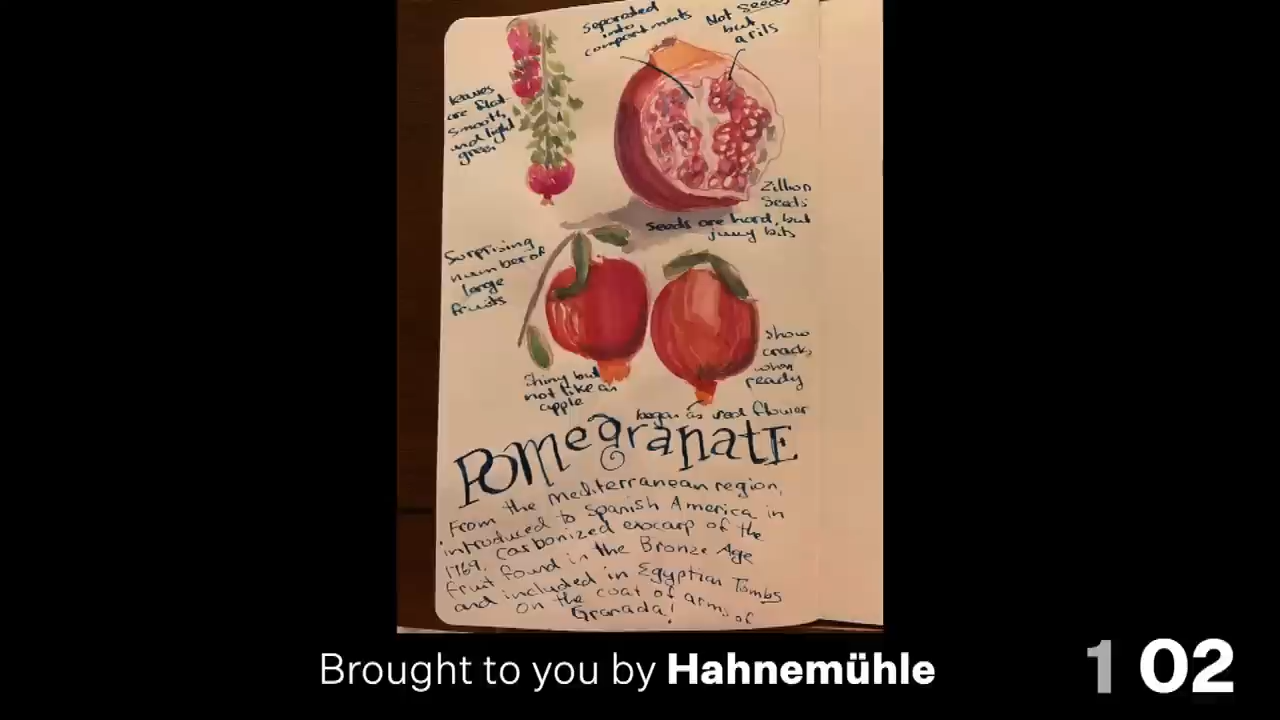 Separated
into
compartments
Not Seeds
but
arils
leaves
are flat
smooth
and light
green
Zillion
Seeds
seeds are hard, but
juicy bits
Surprising
number of
large
fruits
Show
cracks
when
ready
Shiny but
not like an
apple
began as red flower
POmegranatE
From the Mediterranean region,
introduced to Spanish America in
1769. Carbonized exocarp of the
fruit found in the Bronze Age
and included in Egyptian Tombs
On the coat of arms of
Granada!
Brought to you by Hahnemühle
1 02